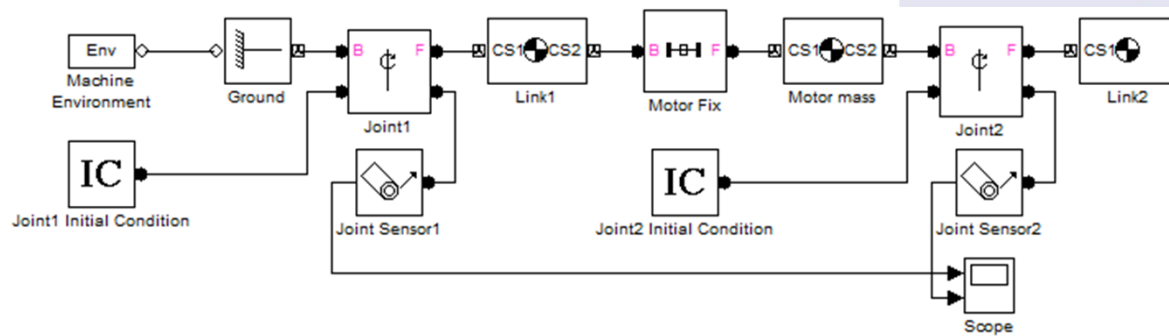 Env
Machine
Environment
Ground
B F
Joint1
CS1 CS2
Link1
B F
Motor Fix
CS1 CS2
Motor mass
B F
Joint2
CS1
Link2
IC
Joint1 Initial Condition
Joint Sensor1
IC
Joint2 Initial Condition
Joint Sensor2
Scope